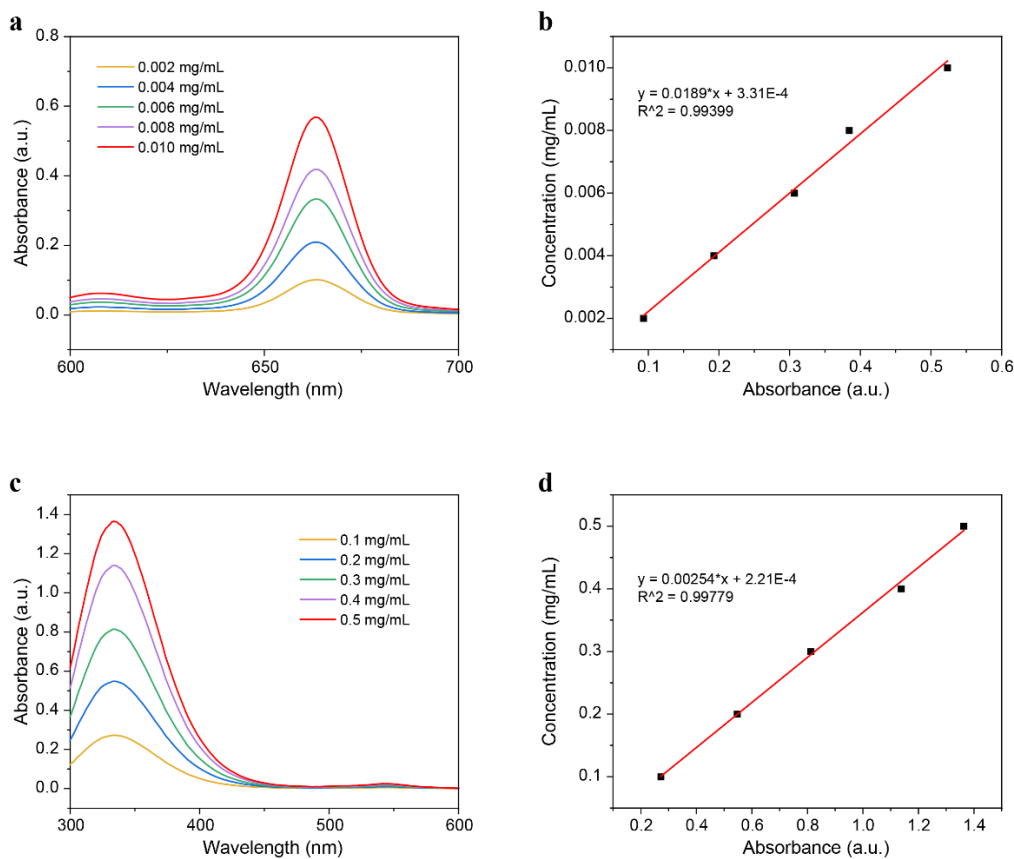 a
0.8
0.6
0.4
0.2
0.0
Absorbance (a.u.)
0.002 mg/mL
0.004 mg/mL
0.006 mg/mL
0.008 mg/mL
0.010 mg/mL
600
650
700
Wavelength (nm)
b
0.010
0.008
0.006
0.004
0.002
Concentration (mg/mL)
y = 0.0189*x + 3.31E-4
R^2 = 0.99399
0.1
0.2
0.3
0.4
0.5
0.6
Absorbance (a.u.)
c
1.4
1.2
1.0
0.8
0.6
0.4
0.2
0.0
Absorbance (a.u.)
0.1 mg/mL
0.2 mg/mL
0.3 mg/mL
0.4 mg/mL
0.5 mg/mL
300
400
500
600
Wavelength (nm)
d
0.5
0.4
0.3
0.2
0.1
Concentration (mg/mL)
y = 0.00254*x + 2.21E-4
R^2 = 0.99779
0.2
0.4
0.6
0.8
1.0
1.2
1.4
Absorbance (a.u.)